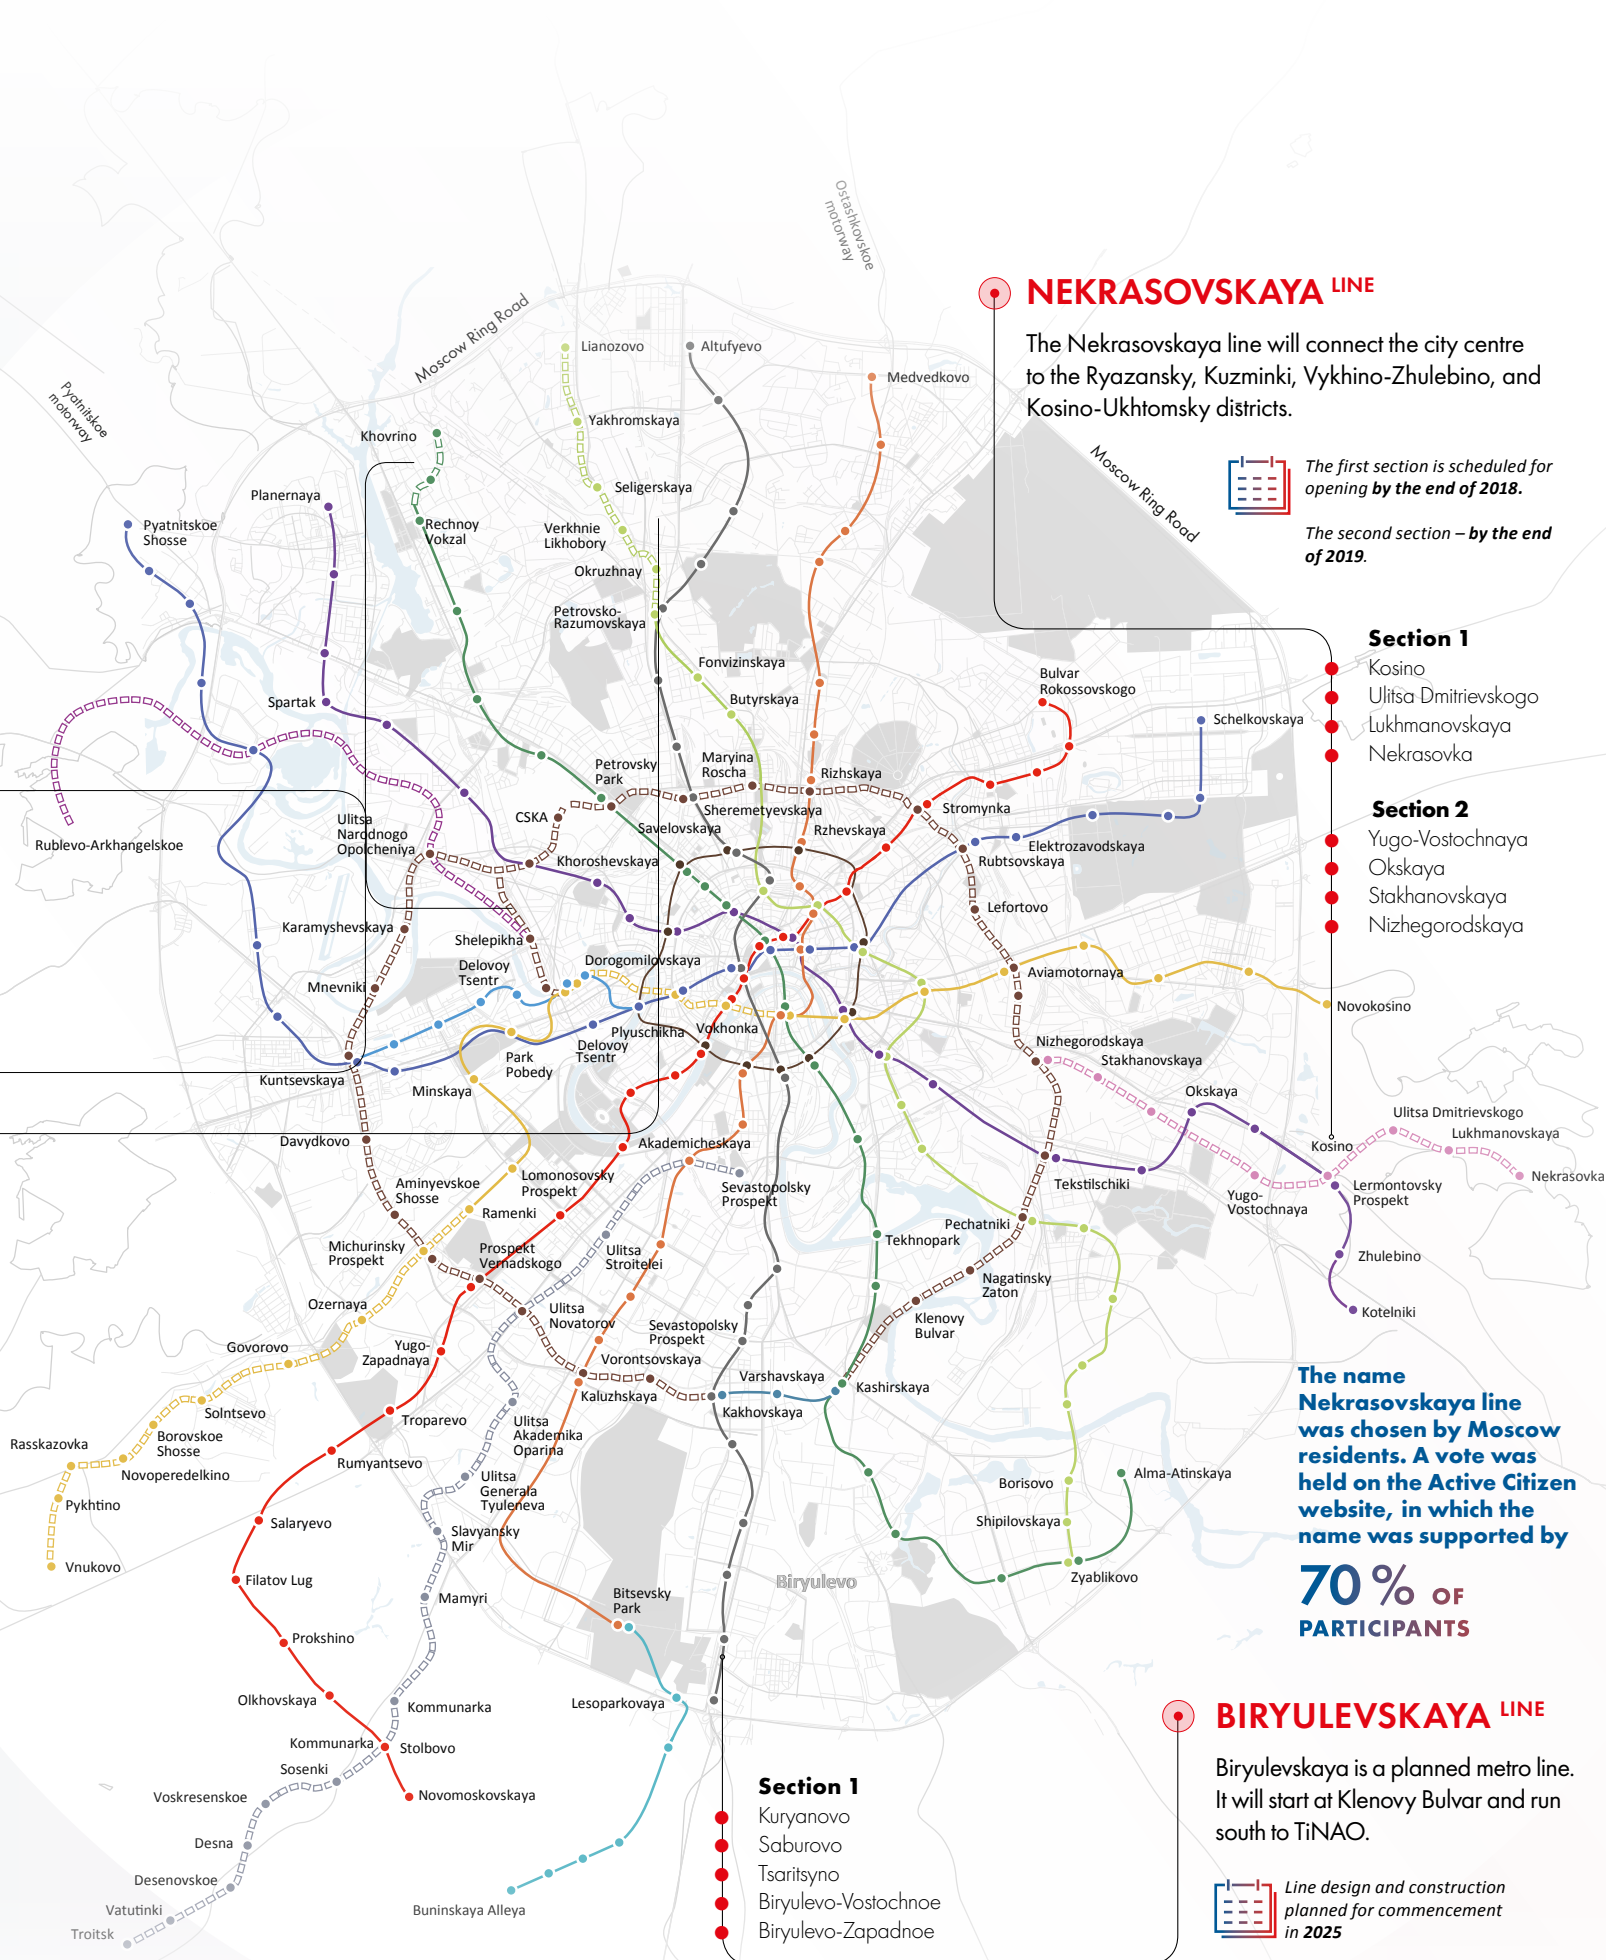 Ostashkovskoe
motorway
NEKRASOVSKAYA LINE
The Nekrasovskaya line will connect the city centre
to the Ryazansky, Kuzminki, Vykhino-Zhulebino, and
Kosino-Ukhtomsky districts.
The first section is scheduled for
opening by the end of 2018.
The second section – by the end
of 2019.
Moscow Ring Road
Moscow Ring Road
Pyatnitskoe
motorway
Lianozovo
Altufyevo
Medvedkovo
Yakhromskaya
Khovrino
Seligerskaya
Planernaya
Pyatnitskoe
Shosse
Rechnoy
Vokzal
Verkhnie
Likhobory
Okruzhnay
Petrovsko-
Razumovskaya
Fonvizinskaya
Butyrskaya
Spartak
Bulvar
Rokossovskogo
Schelkovskaya
Section 1
Kosino
Ulitsa Dmitrievskogo
Lukhmanovskaya
Nekrasovka
Section 2
Yugo-Vostochnaya
Okskaya
Stakhanovskaya
Nizhegorodskaya
Petrovsky
Park
Maryina
Roscha
Rizhskaya
Sheremetyevskaya
Stromynka
CSKA
Savelovskaya
Rzhevskaya
Ulitsa
Narodnogo
Opolcheniya
Rublevo-Arkhangelskoe
Khoroshevskaya
Elektrozavodskaya
Rubtsovskaya
Lefortovo
Karamyshevskaya
Shelepikha
Delovoy
Tsentr
Dorogomilovskaya
Mnevniki
Aviamotornaya
Novokosino
Plyuschikha
Vokhonka
Delovoy
Tsentr
Park
Pobedy
Kuntsevskaya
Minskaya
Nizhegorodskaya
Stakhanovskaya
Okskaya
Ulitsa Dmitrievskogo
Lukhmanovskaya
Kosino
Nekrasovka
Davydkovo
Akademicheskaya
Lomonosovsky
Prospekt
Aminyevskoe
Shosse
Ramenki
Sevastopolsky
Prospekt
Tekstilschiki
Yugo-
Vostochnaya
Lermontovsky
Prospekt
Pechatniki
Tekhnopark
Zhulebino
Michurinsky
Prospekt
Prospekt
Vernadskogo
Ulitsa
Stroitelei
Nagatinsky
Zaton
Kotelniki
Ozernaya
Ulitsa
Novatorov
Sevastopolsky
Prospekt
Klenovy
Bulvar
Govorovo
Yugo-
Zapadnaya
Vorontsovskaya
Varshavskaya
Kashirskaya
Kaluzhskaya
Kakhovskaya
Solntsevo
Troparevo
Ulitsa
Akademika
Oparina
Rasskazovka
Borovskoe
Shosse
Novoperedelkino
Rumyantsevo
Ulitsa
Generala
Tyuleneva
Pykhtino
Salaryevo
Slavyansky
Mir
Borisovo
Alma-Atinskaya
Shipilovskaya
Vnukovo
Filatov Lug
Mamyri
Bitsevsky
Park
Biryulevo
Zyablikovo
The name
Nekrasovskaya line
was chosen by Moscow
residents. A vote was
held on the Active Citizen
website, in which the
name was supported by
70 % OF
PARTICIPANTS
Prokshino
Olkhovskaya
Kommunarka
Lesoparkovaya
Kommunarka
Stolbovo
Sosenki
Voskresenskoe
Novomoskovskaya
Desna
Desenovskoe
Vatutinki
Troitsk
Buninskaya Alleya
Section 1
Kuryanovo
Saburovo
Tsaritsyno
Biryulevo-Vostochnoe
Biryulevo-Zapadnoe
BIRYULEVSKAYA LINE
Biryulevskaya is a planned metro line.
It will start at Klenovy Bulvar and run
south to TiNAO.
Line design and construction
planned for commencement
in 2025